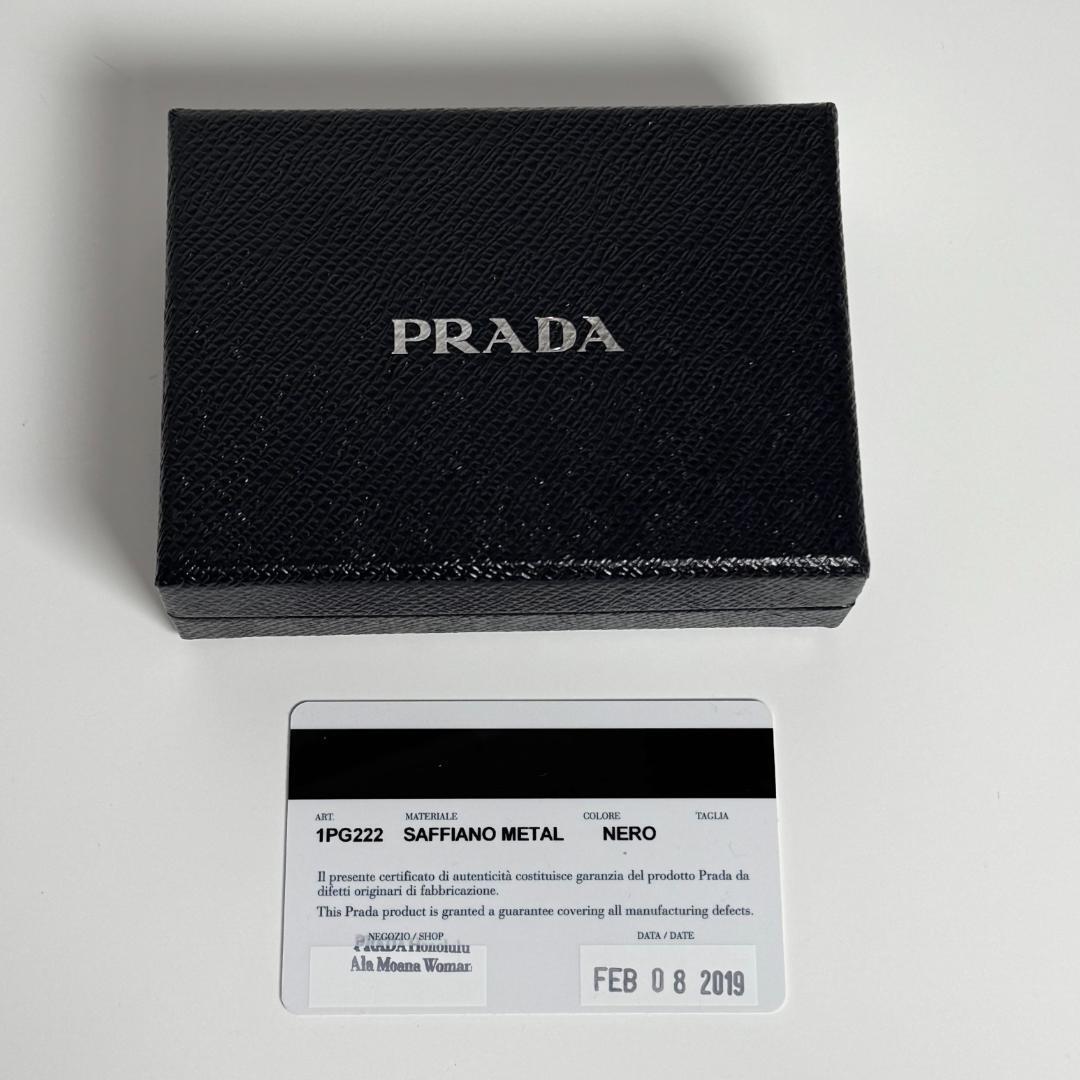 PRADA
ART. MATERIALE COLORE TAGLIA
1PG222 SAFFIANO METAL NERO
Il presente certificato di autenticità costituisce garanzia del prodotto Prada da
difetti originari di fabbricazione.
This Prada product is granted a guarantee covering all manufacturing defects.
NEGOZIO / SHOP DATA / DATE
PRADA Honolulu
Ala Moana Woman
FEB 08 2019